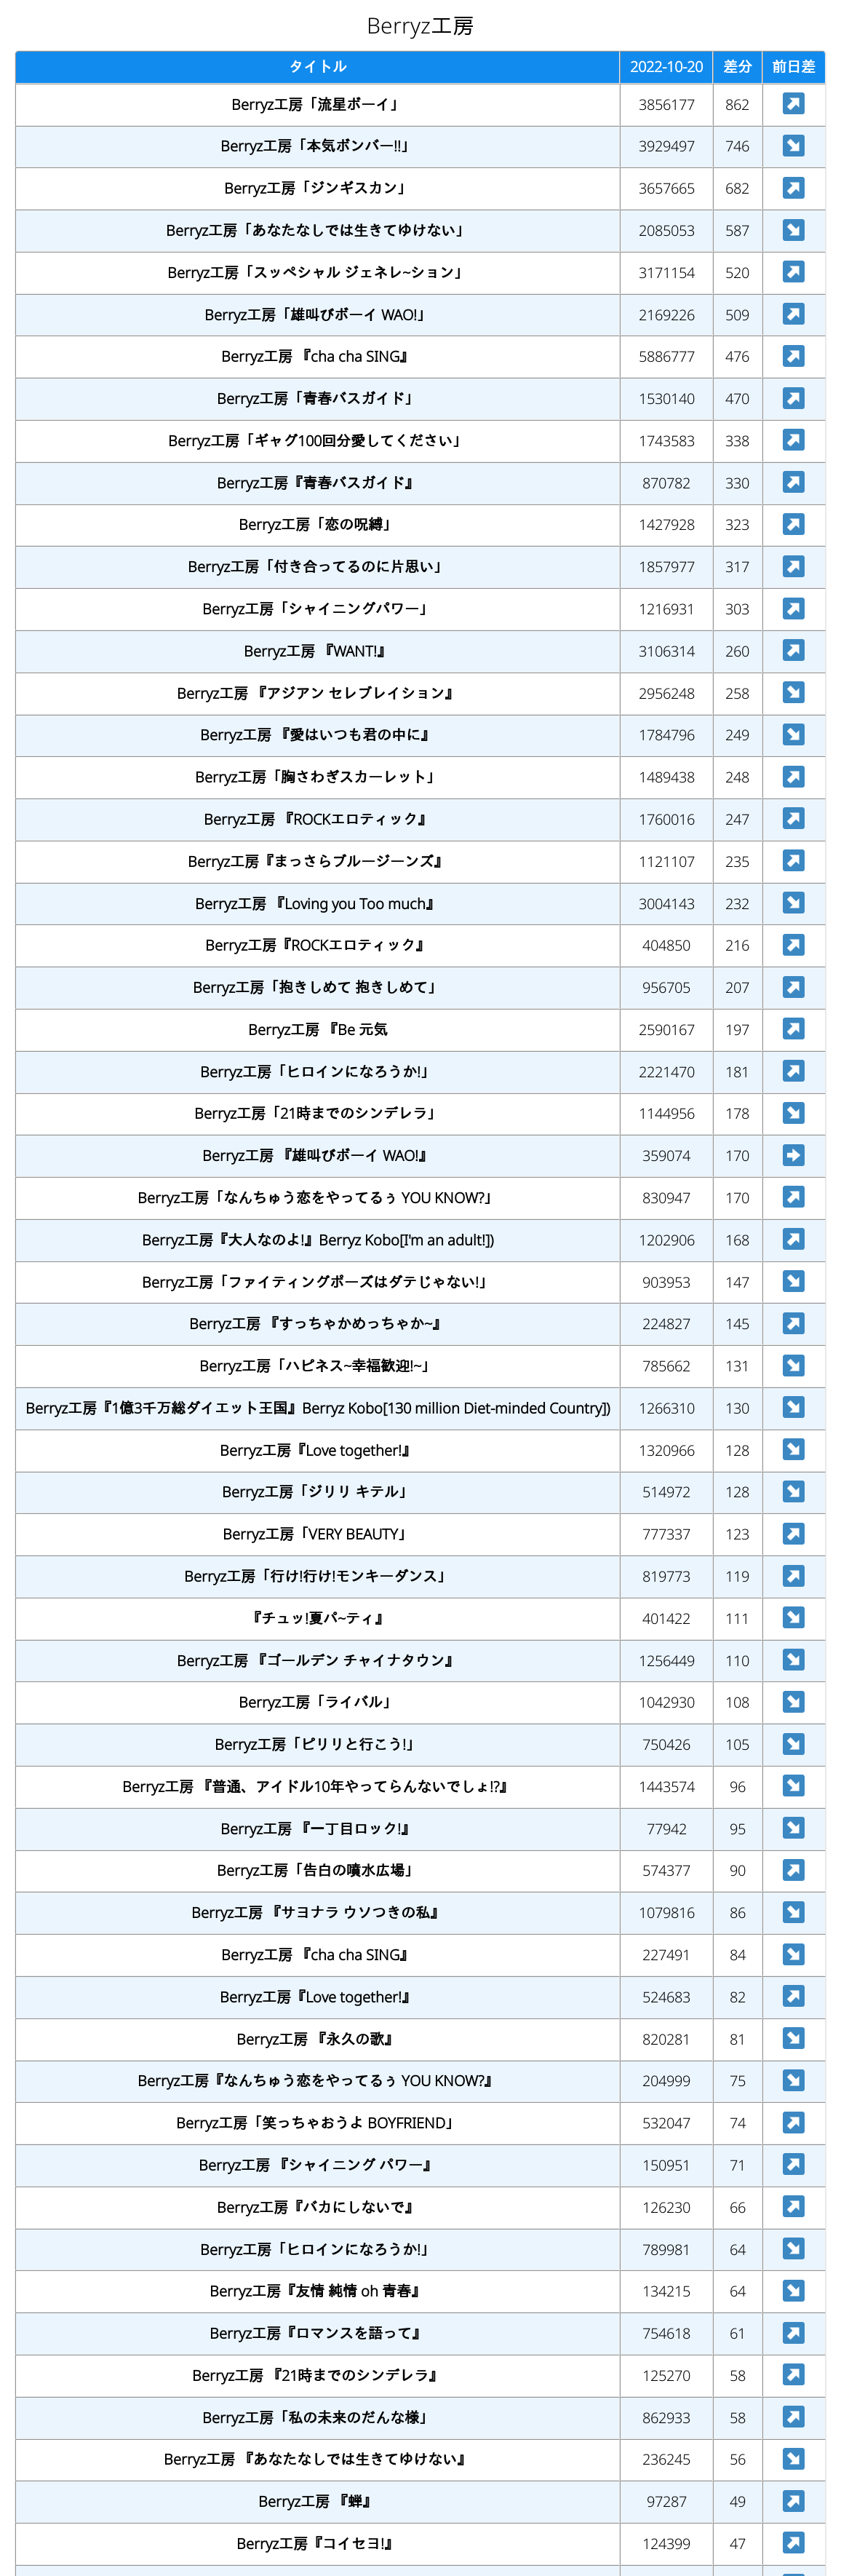 Berryz工房
タイトル 2022-10-20 差分 前日差
Berryz工房「流星ボーイ」 3856177 862
Berryz工房「本気ボンバー!!」 3929497 746
Berryz工房「ジンギスカン」 3657665 682
Berryz工房「あなたなしでは生きてゆけない」 2085053 587
Berryz工房「スッペシャル ジェネレ~ション」 3171154 520
Berryz工房「雄叫びボーイ WAO!」 2169226 509
Berryz工房 『cha cha SING』 5886777 476
Berryz工房「青春バスガイド」 1530140 470
Berryz工房「ギャグ100回分愛してください」 1743583 338
Berryz工房『青春バスガイド』 870782 330
Berryz工房「恋の呪縛」 1427928 323
Berryz工房「付き合ってるのに片思い」 1857977 317
Berryz工房「シャイニングパワー」 1216931 303
Berryz工房 『WANT!』 3106314 260
Berryz工房 『アジアン セレブレイション』 2956248 258
Berryz工房 『愛はいつも君の中に』 1784796 249
Berryz工房「胸さわぎスカーレット」 1489438 248
Berryz工房 『ROCKエロティック』 1760016 247
Berryz工房『まっさらブルージーンズ』 1121107 235
Berryz工房 『Loving you Too much』 3004143 232
Berryz工房『ROCKエロティック』 404850 216
Berryz工房「抱きしめて 抱きしめて」 956705 207
Berryz工房 『Be 元気 2590167 197
Berryz工房「ヒロインになろうか!」 2221470 181
Berryz工房「21時までのシンデレラ」 1144956 178
Berryz工房 『雄叫びボーイ WAO!』 359074 170
Berryz工房「なんちゅう恋をやってるぅ YOU KNOW?」 830947 170
Berryz工房『大人なのよ!』Berryz Kobo[I'm an adult!]) 1202906 168
Berryz工房「ファイティングポーズはダテじゃない!」 903953 147
Berryz工房 『すっちゃかめっちゃか~』 224827 145
Berryz工房「ハピネス~幸福歓迎!~」 785662 131
Berryz工房『1億3千万総ダイエット王国』Berryz Kobo[130 million Diet-minded Country]) 1266310 130
Berryz工房『Love together!』 1320966 128
Berryz工房「ジリリ キテル」 514972 128
Berryz工房「VERY BEAUTY」 777337 123
Berryz工房「行け!行け!モンキーダンス」 819773 119
『チュッ!夏パ~ティ』 401422 111
Berryz工房 『ゴールデン チャイナタウン』 1256449 110
Berryz工房「ライバル」 1042930 108
Berryz工房「ピリリと行こう!」 750426 105
Berryz工房 『普通、アイドル10年やってらんないでしょ!?』 1443574 96
Berryz工房 『一丁目ロック!』 77942 95
Berryz工房「告白の噴水広場」 574377 90
Berryz工房 『サヨナラ ウソつきの私』 1079816 86
Berryz工房 『cha cha SING』 227491 84
Berryz工房『Love together!』 524683 82
Berryz工房 『永久の歌』 820281 81
Berryz工房『なんちゅう恋をやってるぅ YOU KNOW?』 204999 75
Berryz工房「笑っちゃおうよ BOYFRIEND」 532047 74
Berryz工房 『シャイニング パワー』 150951 71
Berryz工房『バカにしないで』 126230 66
Berryz工房「ヒロインになろうか!」 789981 64
Berryz工房『友情 純情 oh 青春』 134215 64
Berryz工房『ロマンスを語って』 754618 61
Berryz工房 『21時までのシンデレラ』 125270 58
Berryz工房「私の未来のだんな様」 862933 58
Berryz工房 『あなたなしでは生きてゆけない』 236245 56
Berryz工房 『蝉』 97287 49
Berryz工房『コイセヨ!』 124399 47